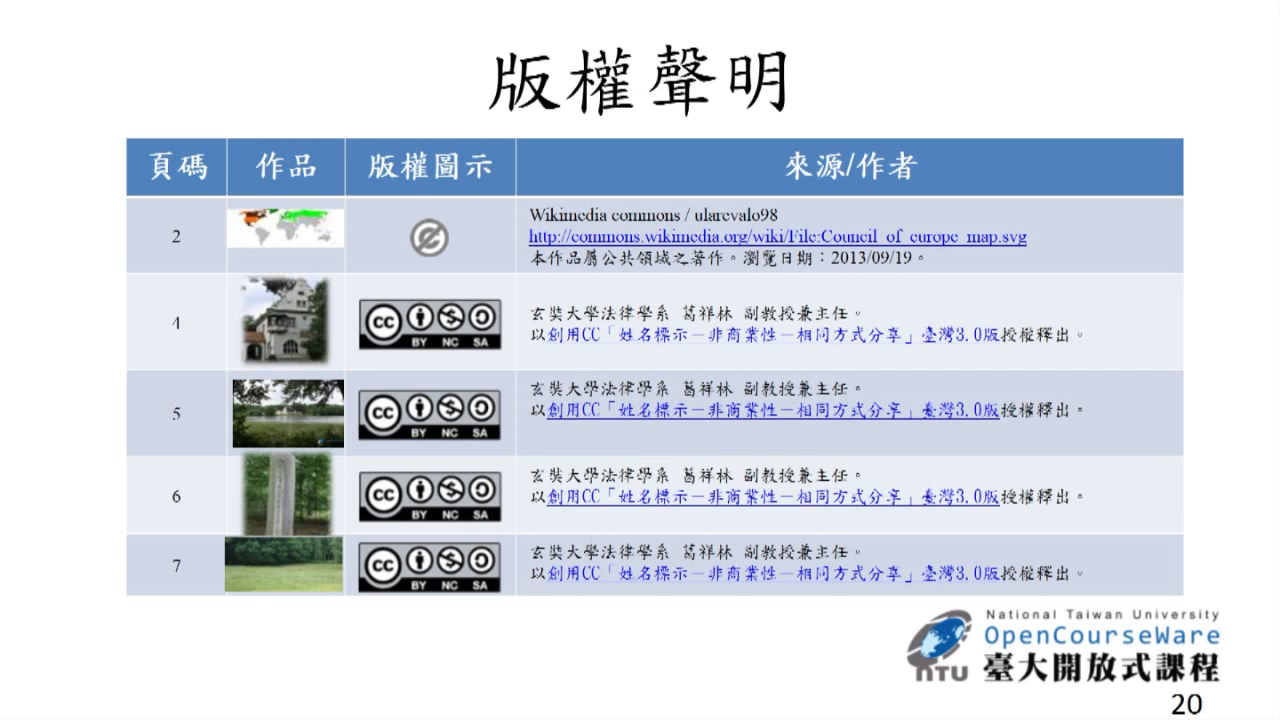 版權聲明
頁碼 作品 版權圖示 來源/作者
2
Wikimedia commons / ularevalo98
http://commons.wikimedia.org/wiki/File:Council_of_europe_map.svg
本作品屬公共領域之著作。瀏覽日期：2013/09/19。
4
CC BY NC SA
玄奘大學法律學系 葛祥林 副教授兼主任。
以創用CC「姓名標示－非商業性－相同方式分享」臺灣3.0版授權釋出。
5
CC BY NC SA
玄奘大學法律學系 葛祥林 副教授兼主任。
以創用CC「姓名標示－非商業性－相同方式分享」臺灣3.0版授權釋出。
6
CC BY NC SA
玄奘大學法律學系 葛祥林 副教授兼主任。
以創用CC「姓名標示－非商業性－相同方式分享」臺灣3.0版授權釋出。
7
CC BY NC SA
玄奘大學法律學系 葛祥林 副教授兼主任。
以創用CC「姓名標示－非商業性－相同方式分享」臺灣3.0版授權釋出。
National Taiwan University
OpenCourseWare
NTU 臺大開放式課程
20